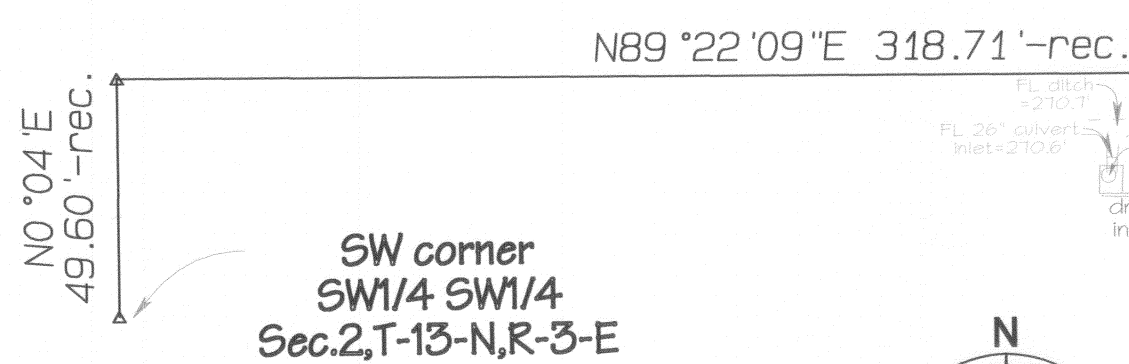 N89°22'09"E 318.71'-rec.
FL ditch
=270.7'
FL 26" culvert
inlet=270.6'
N0°04'E
49.60'-rec.
SW corner
SW1/4 SW1/4
Sec.2,T-13-N,R-3-E
N